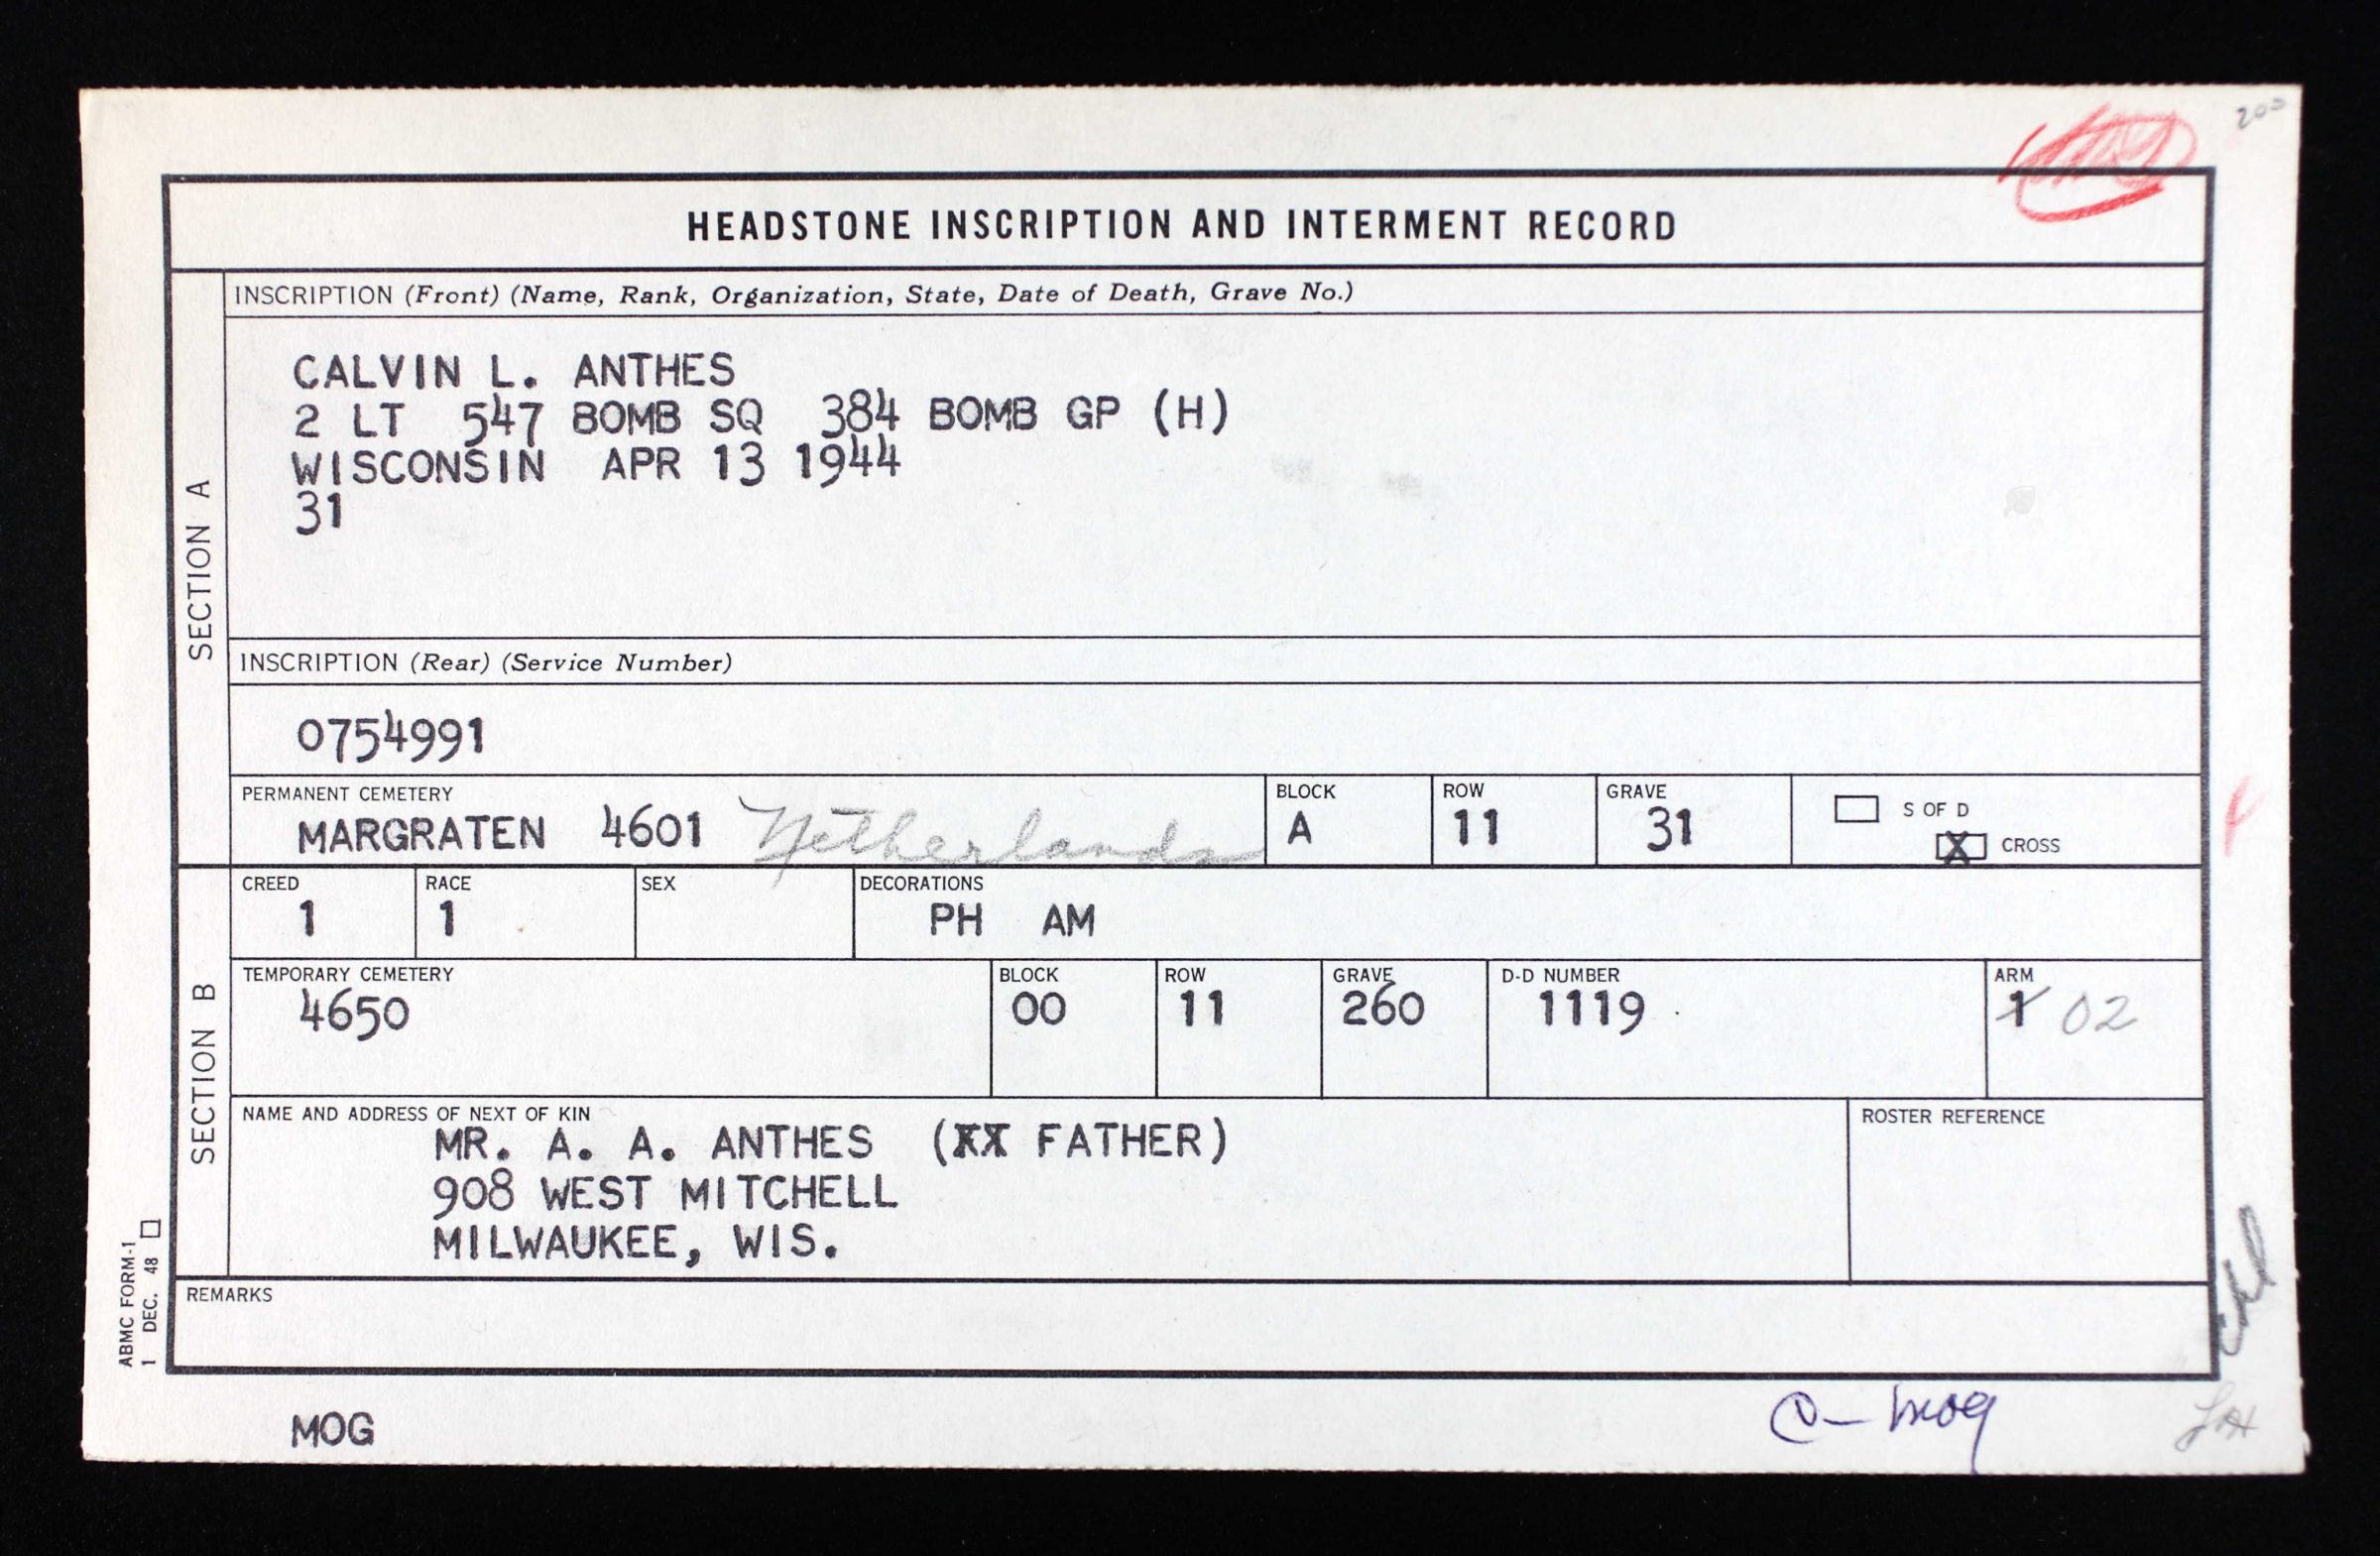 200
HEADSTONE INSCRIPTION AND INTERMENT RECORD
SECTION A
INSCRIPTION (Front) (Name, Rank, Organization, State, Date of Death, Grave No.)
CALVIN L. ANTHES
2 LT 547 BOMB SQ 384 BOMB GP (H)
WISCONSIN APR 13 1944
31
INSCRIPTION (Rear) (Service Number)
0754991
PERMANENT CEMETERY BLOCK ROW GRAVE S OF D
MARGRATEN 4601 Netherlands A 11 31 X CROSS
SECTION B
CREED RACE SEX DECORATIONS
1 1 PH AM
TEMPORARY CEMETERY BLOCK ROW GRAVE D-D NUMBER ARM
4650 00 11 260 1119 1 02
NAME AND ADDRESS OF NEXT OF KIN ROSTER REFERENCE
MR. A. A. ANTHES (XX FATHER)
908 WEST MITCHELL
MILWAUKEE, WIS.
REMARKS
ABMC FORM-1
1 DEC. 48
MOG
C- mog